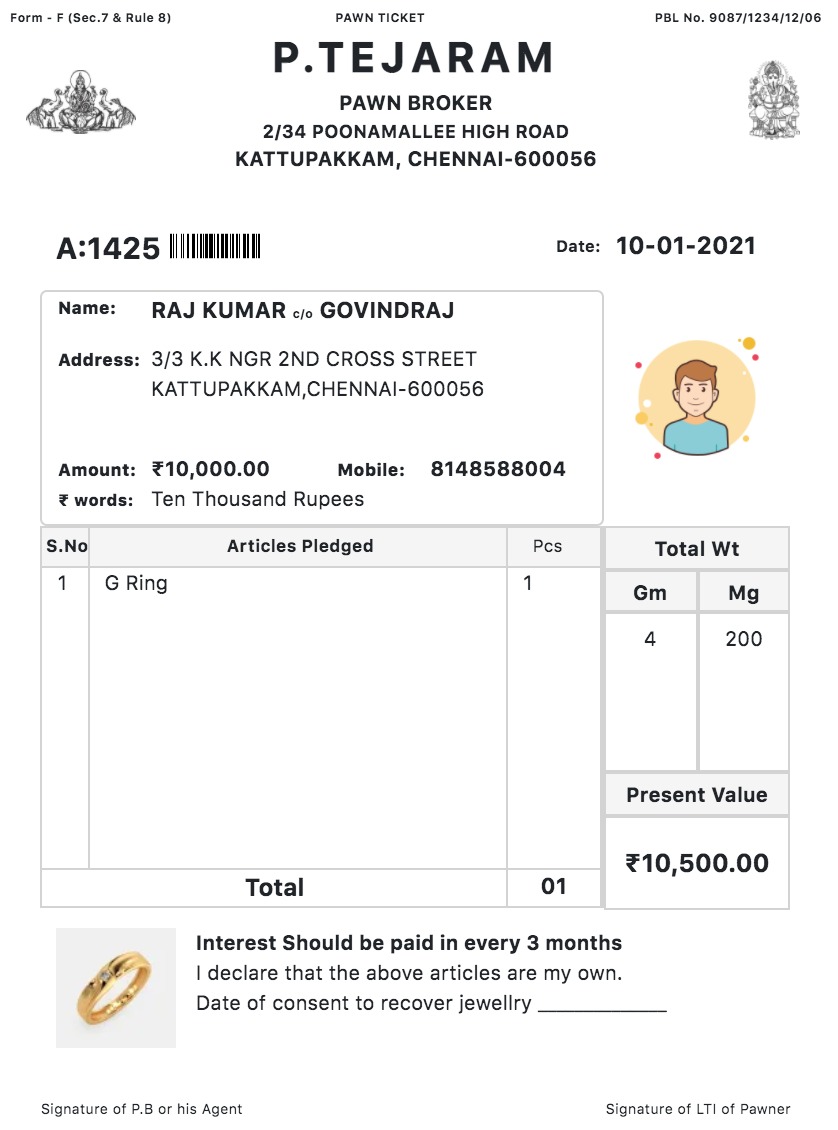 Form - F (Sec.7 & Rule 8) PAWN TICKET PBL No. 9087/1234/12/06
P.TEJARAM
PAWN BROKER
2/34 POONAMALLEE HIGH ROAD
KATTUPAKKAM, CHENNAI-600056
A:1425 Date: 10-01-2021
Name: RAJ KUMAR c/o GOVINDRAJ
Address: 3/3 K.K NGR 2ND CROSS STREET
KATTUPAKKAM,CHENNAI-600056
Amount: ₹10,000.00 Mobile: 8148588004
₹ words: Ten Thousand Rupees
S.No Articles Pledged Pcs Total Wt
Gm Mg
1 G Ring 1
4 200
Present Value
₹10,500.00
Total 01
Interest Should be paid in every 3 months
I declare that the above articles are my own.
Date of consent to recover jewellry ____________
Signature of P.B or his Agent Signature of LTI of Pawner